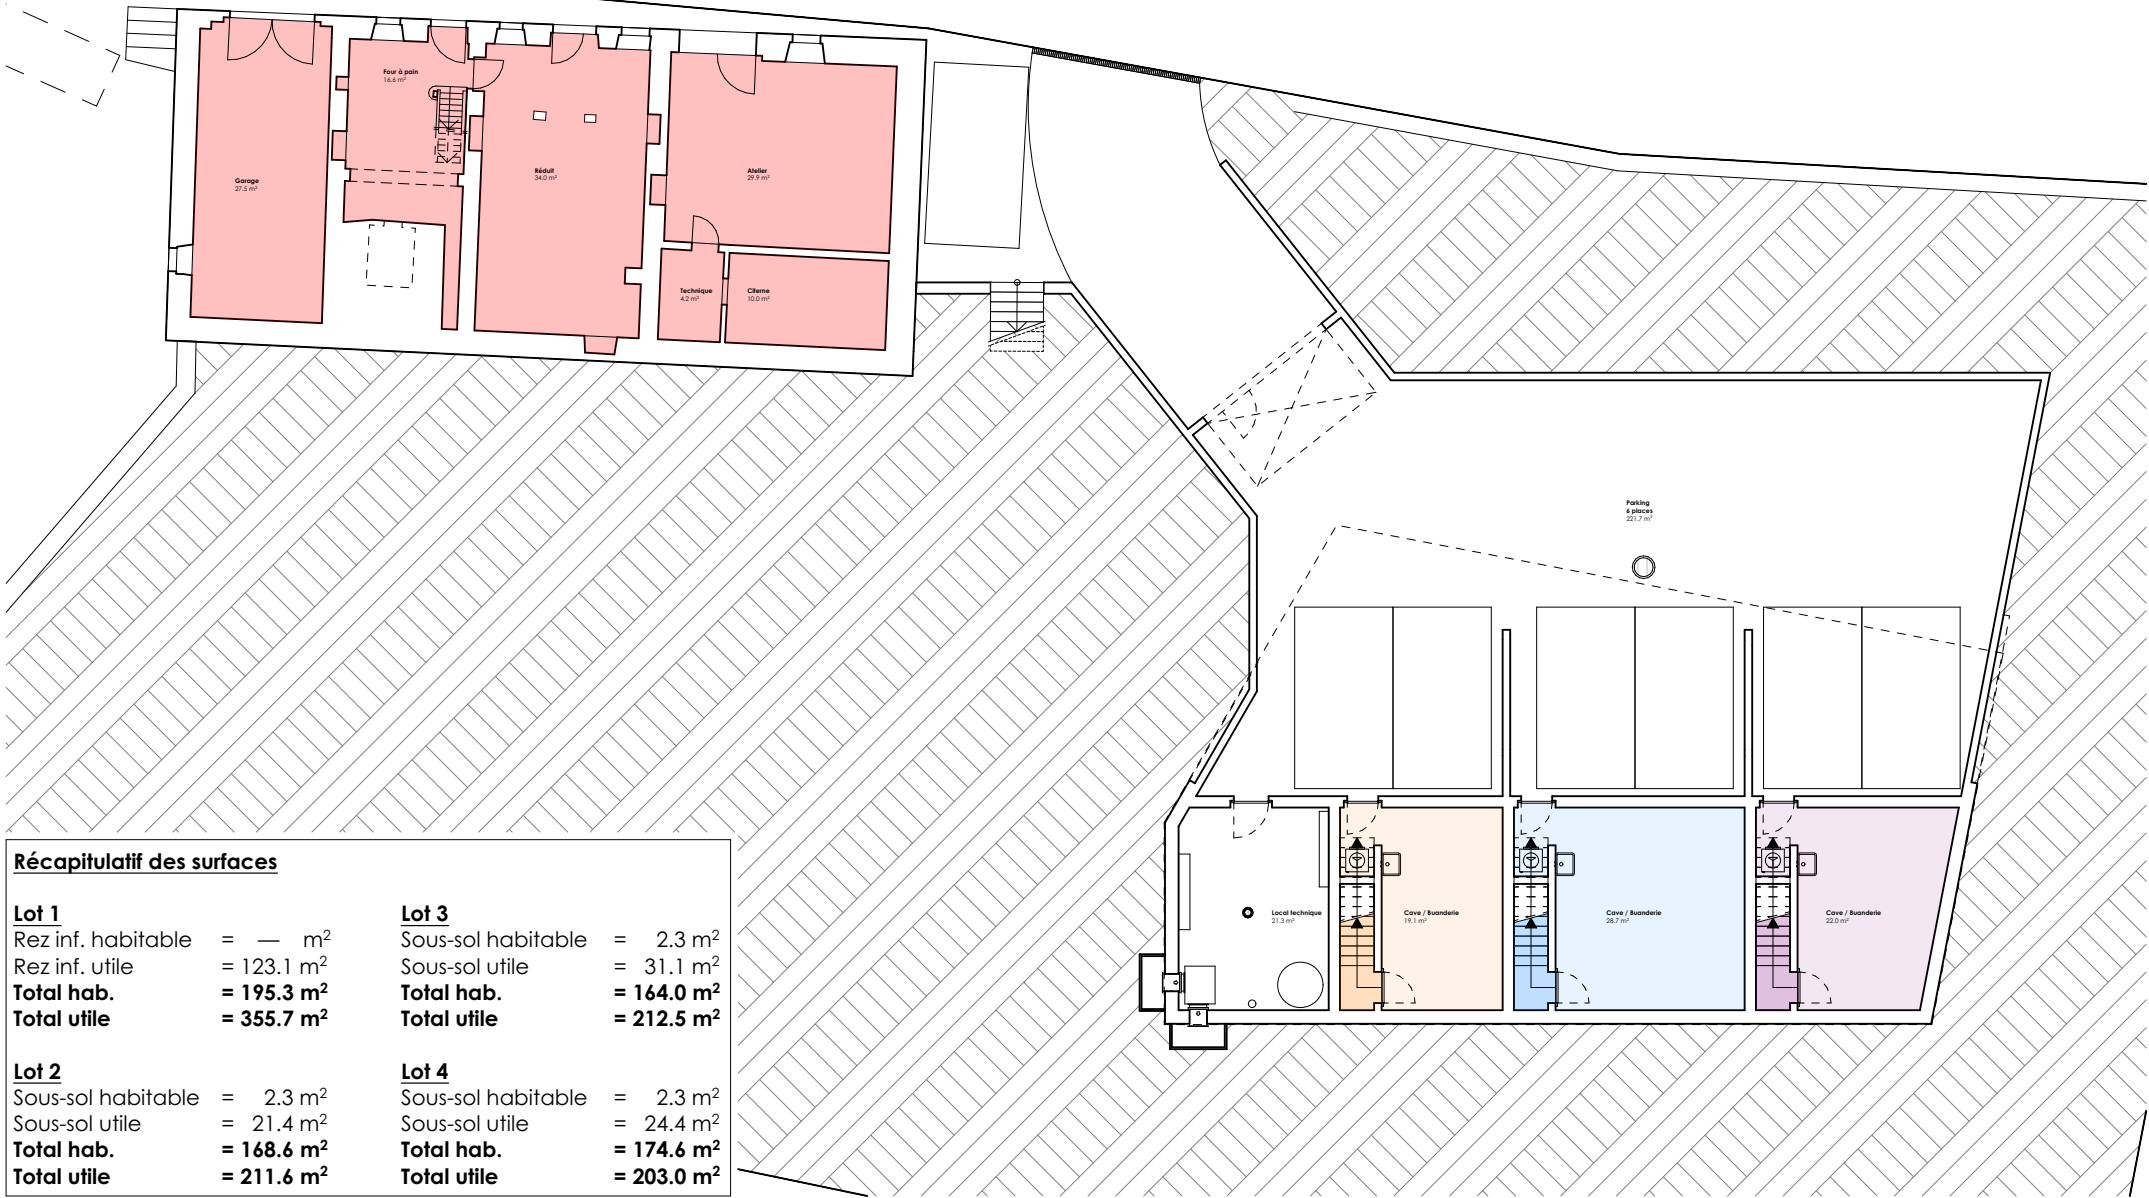 Four à pain
16.6 m²
Garage
27.5 m²
Réduit
34.0 m²
Atelier
29.9 m²
Technique
4.2 m²
Citerne
10.0 m²
Parking
6 places
221.7 m²
Local technique
21.3 m²
Cave / Buanderie
19.1 m²
Cave / Buanderie
28.7 m²
Cave / Buanderie
22.0 m²
Récapitulatif des surfaces
Lot 1
Rez inf. habitable = — m²
Rez inf. utile = 123.1 m²
Total hab. = 195.3 m²
Total utile = 355.7 m²
Lot 2
Sous-sol habitable = 2.3 m²
Sous-sol utile = 21.4 m²
Total hab. = 168.6 m²
Total utile = 211.6 m²
Lot 3
Sous-sol habitable = 2.3 m²
Sous-sol utile = 31.1 m²
Total hab. = 164.0 m²
Total utile = 212.5 m²
Lot 4
Sous-sol habitable = 2.3 m²
Sous-sol utile = 24.4 m²
Total hab. = 174.6 m²
Total utile = 203.0 m²